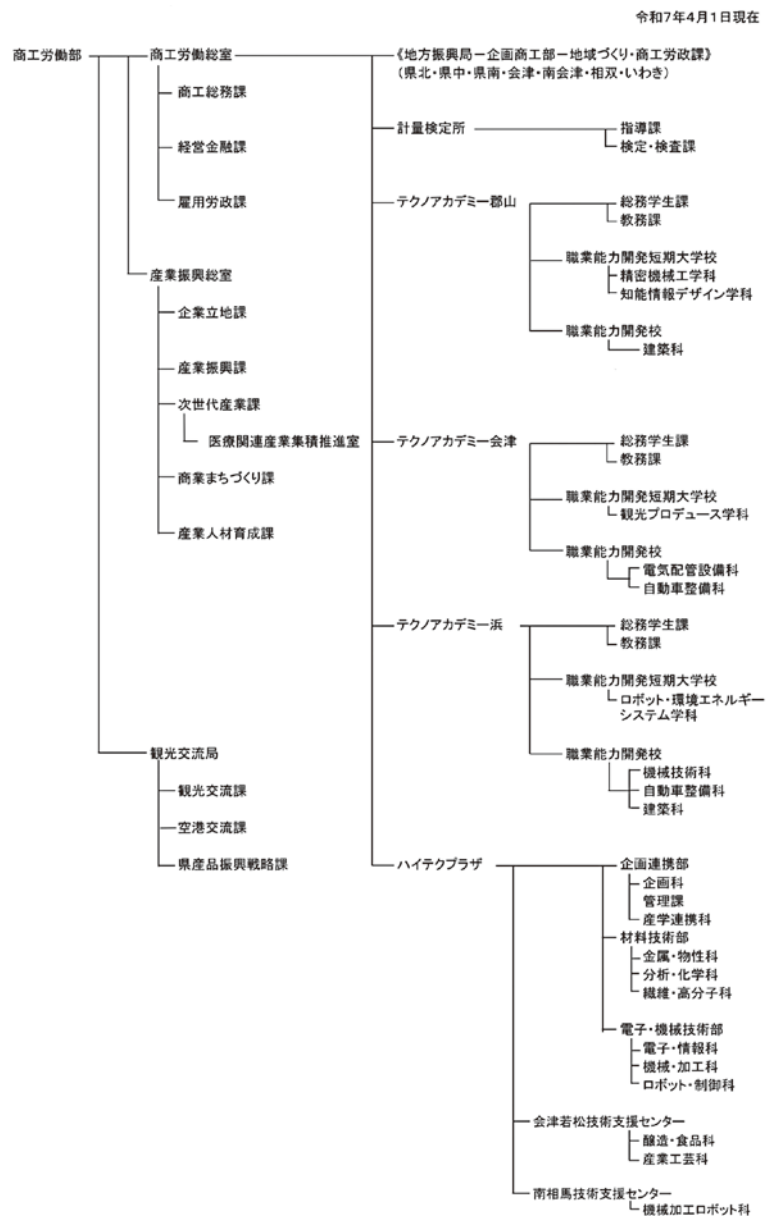 令和7年4月1日現在
商工労働部
商工労働総室
商工総務課
経営金融課
雇用労政課
産業振興総室
企業立地課
産業振興課
次世代産業課
医療関連産業集積推進室
商業まちづくり課
産業人材育成課
観光交流局
観光交流課
空港交流課
県産品振興戦略課
《地方振興局－企画商工部－地域づくり・商工労政課》
(県北・県中・県南・会津・南会津・相双・いわき)
計量検定所
指導課
検定・検査課
テクノアカデミー郡山
総務学生課
教務課
職業能力開発短期大学校
精密機械工学科
知能情報デザイン学科
職業能力開発校
建築科
テクノアカデミー会津
総務学生課
教務課
職業能力開発短期大学校
観光プロデュース学科
職業能力開発校
電気配管設備科
自動車整備科
テクノアカデミー浜
総務学生課
教務課
職業能力開発短期大学校
ロボット・環境エネルギー
システム学科
職業能力開発校
機械技術科
自動車整備科
建築科
ハイテクプラザ
企画連携部
企画科
管理課
産学連携科
材料技術部
金属・物性科
分析・化学科
繊維・高分子科
電子・機械技術部
電子・情報科
機械・加工科
ロボット・制御科
会津若松技術支援センター
醸造・食品科
産業工芸科
南相馬技術支援センター
機械加工ロボット科